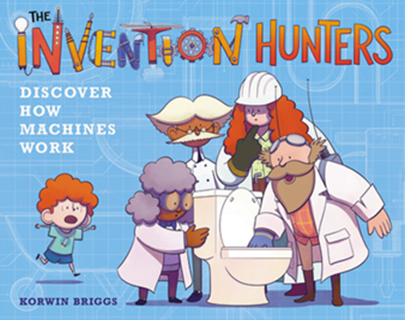 THE
INVENTION HUNTERS
DISCOVER
HOW
MACHINES
WORK
KORWIN BRIGGS